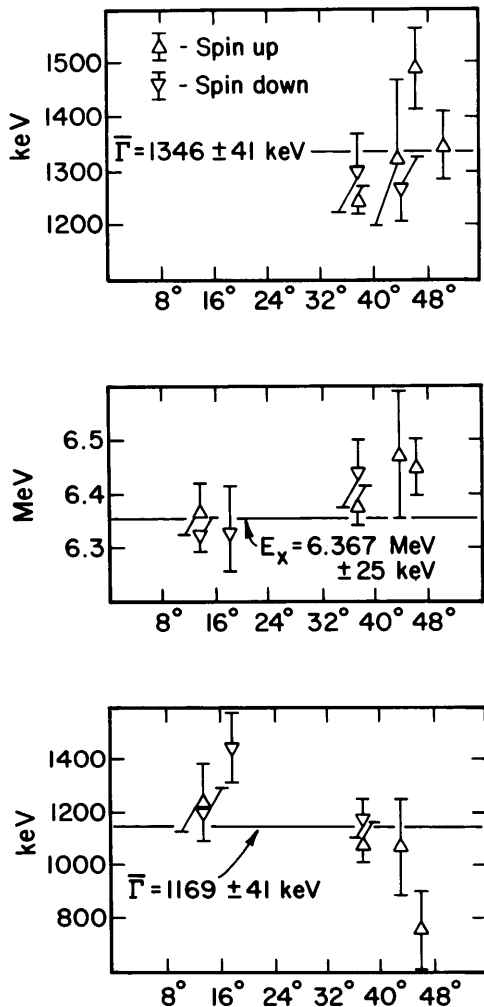 △ - Spin up
▽ - Spin down
keV
1500
1400
Γ̅ = 1346 ± 41 keV
1300
1200
8° 16° 24° 32° 40° 48°
MeV
6.5
6.4
6.3
Eₓ = 6.367 MeV
± 25 keV
8° 16° 24° 32° 40° 48°
keV
1400
1200
1000
Γ̅ = 1169 ± 41 keV
800
8° 16° 24° 32° 40° 48°